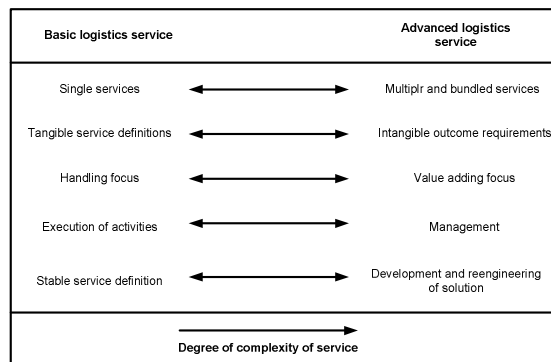 Basic logistics service
Advanced logistics
service
Single services
Multiplr and bundled services
Tangible service definitions
Intangible outcome requirements
Handling focus
Value adding focus
Execution of activities
Management
Stable service definition
Development and reengineering
of solution
Degree of complexity of service